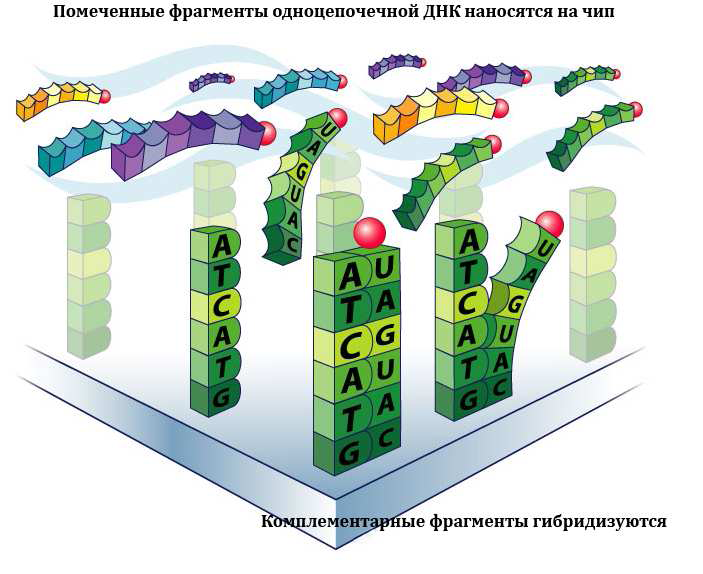 Помеченные фрагменты одноцепочечной ДНК наносятся на чип
U
A
G
U
A
C
A
T
C
A
T
G
A U
T A
C G
A U
T A
G C
A U
T A
C G
A U
T A
G C
Комплементарные фрагменты гибридизуются